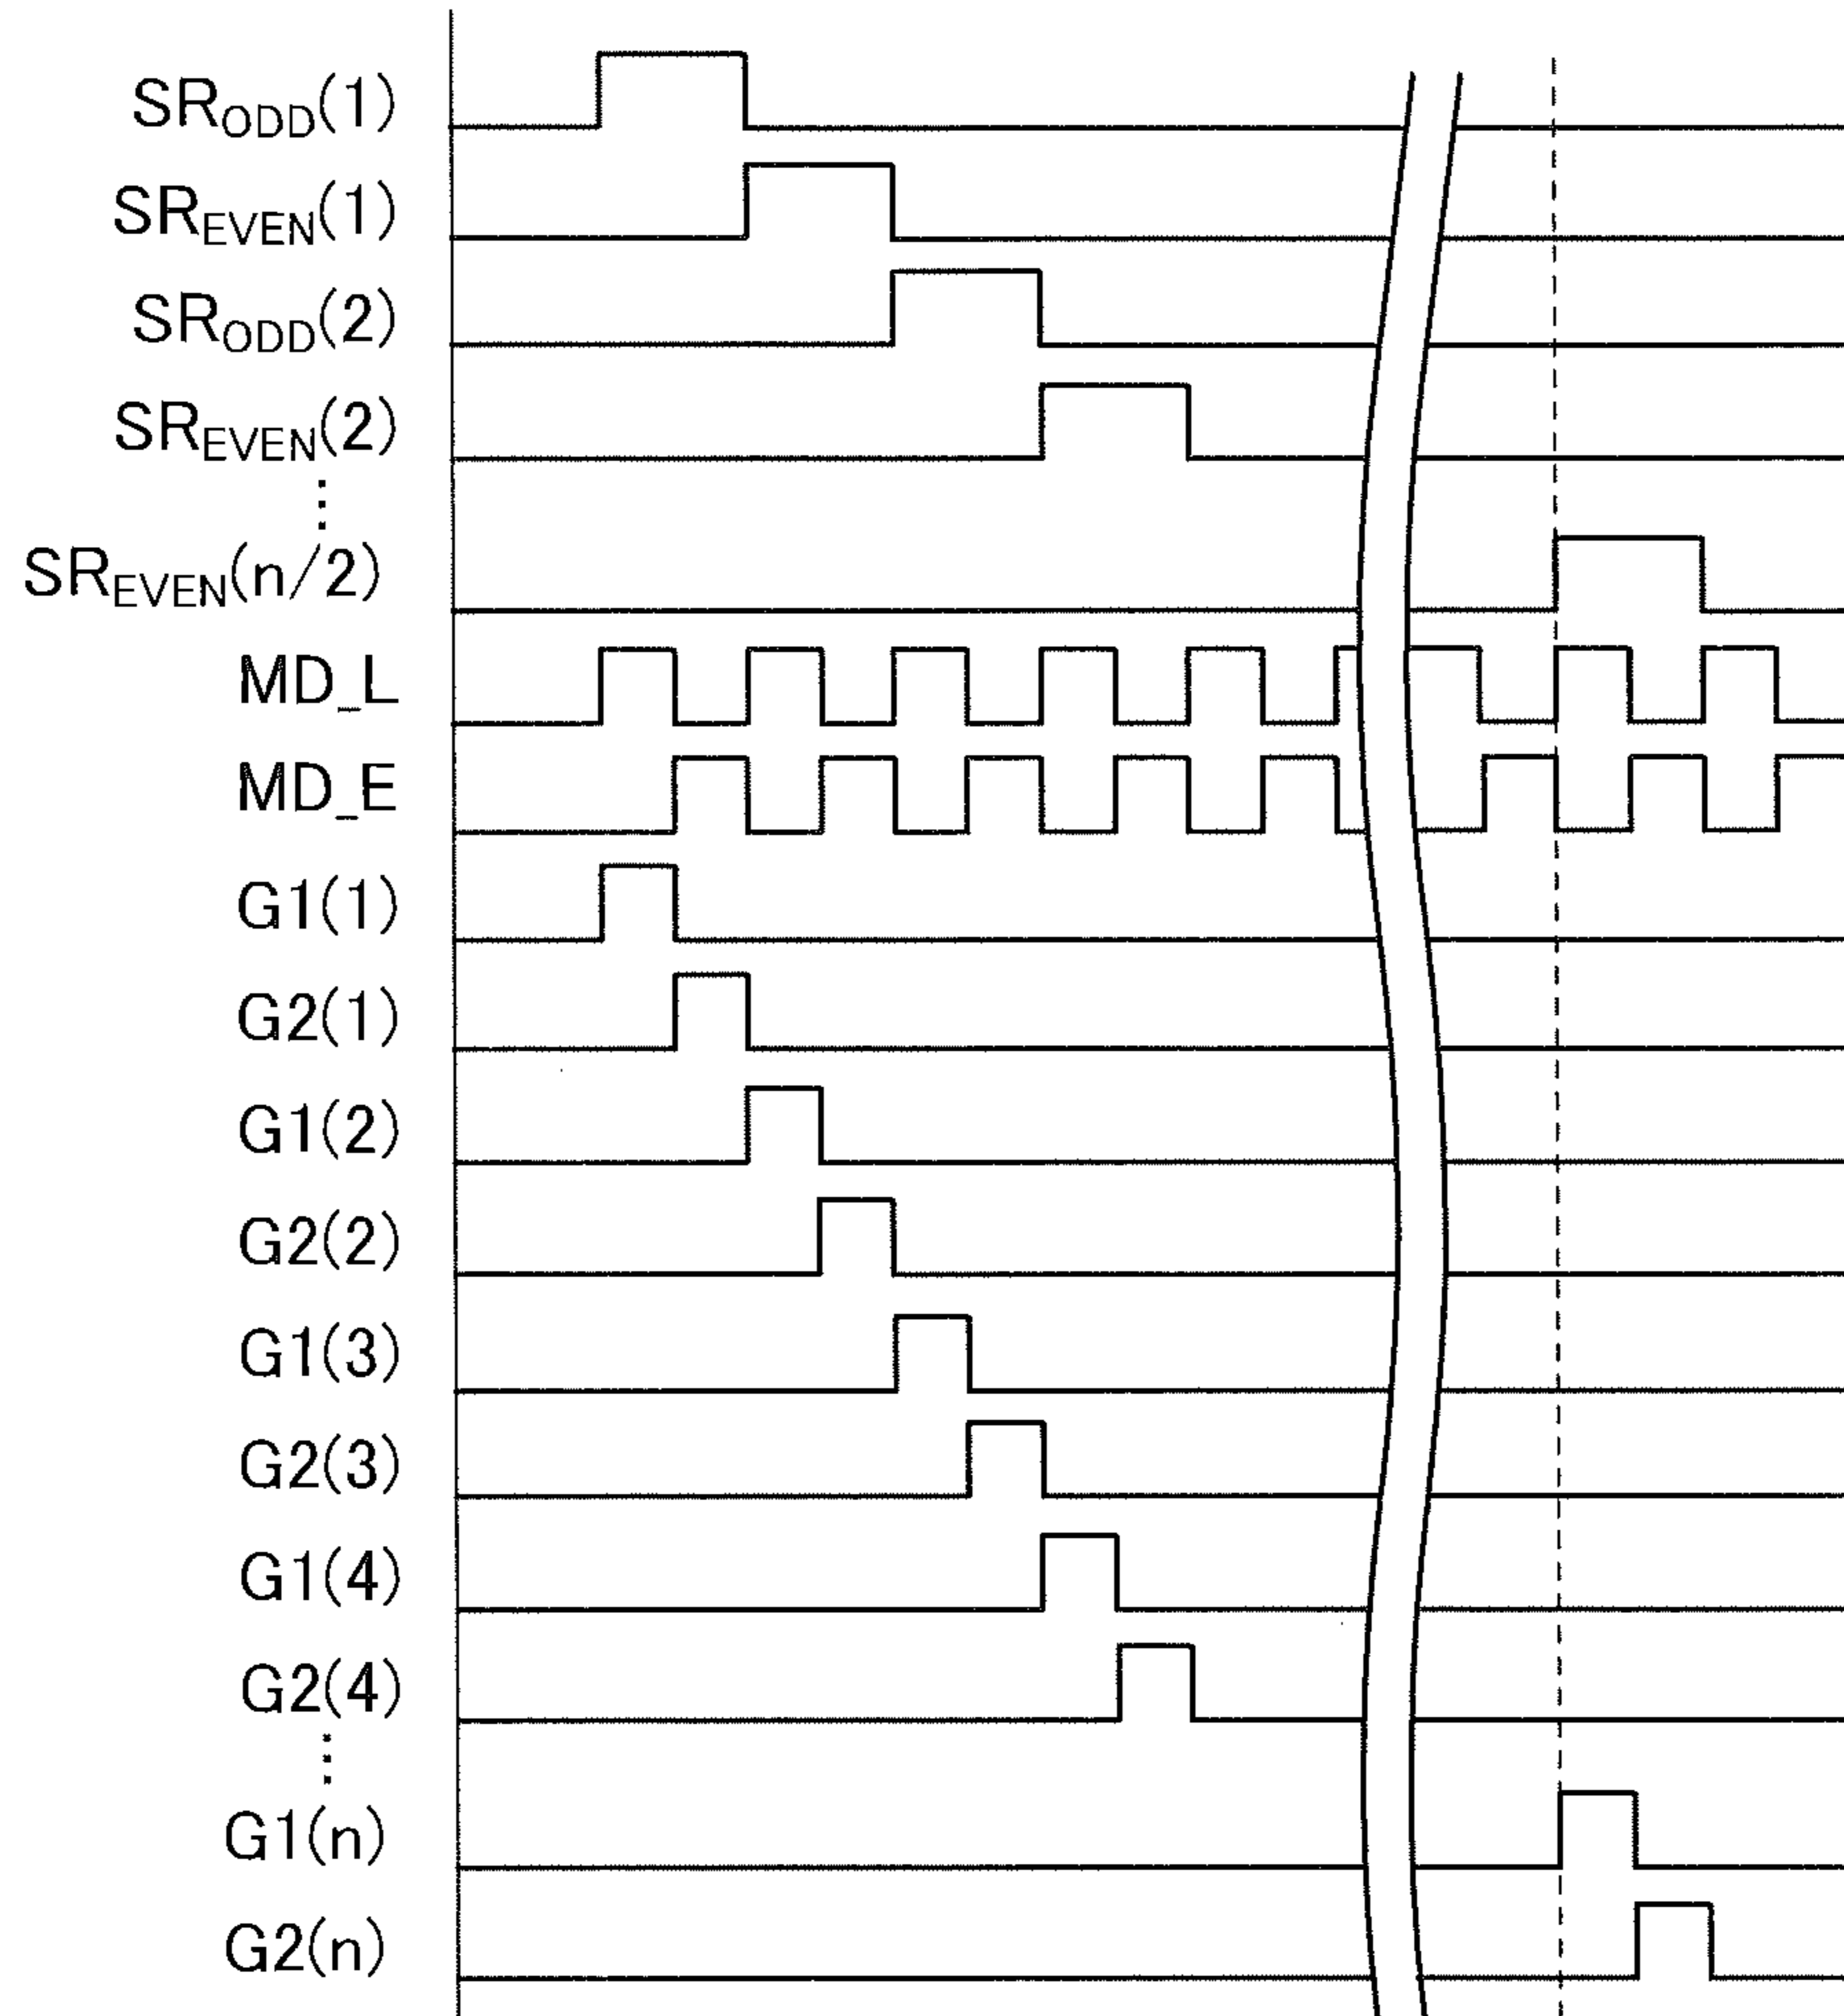 SR_ODD(1)
SR_EVEN(1)
SR_ODD(2)
SR_EVEN(2)
⋮
SR_EVEN(n/2)
MD_L
MD_E
G1(1)
G2(1)
G1(2)
G2(2)
G1(3)
G2(3)
G1(4)
G2(4)
⋮
G1(n)
G2(n)